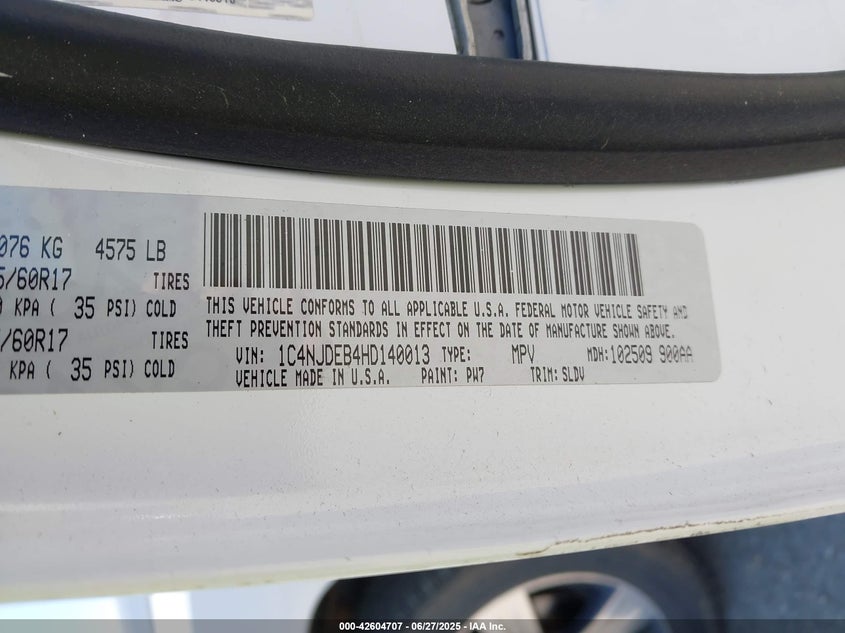 076 KG 4575 LB
5/60R17 TIRES
KPA ( 35 PSI) COLD
/60R17 TIRES
KPA ( 35 PSI) COLD
THIS VEHICLE CONFORMS TO ALL APPLICABLE U.S.A. FEDERAL MOTOR VEHICLE SAFETY AND
THEFT PREVENTION STANDARDS IN EFFECT ON THE DATE OF MANUFACTURE SHOWN ABOVE.
VIN: 1C4NJDEB4HD140013 TYPE: MPV MDH: 102509 900AA
VEHICLE MADE IN U.S.A. PAINT: PW7 TRIM: SLDV
000-42604707 - 06/27/2025 - IAA Inc.